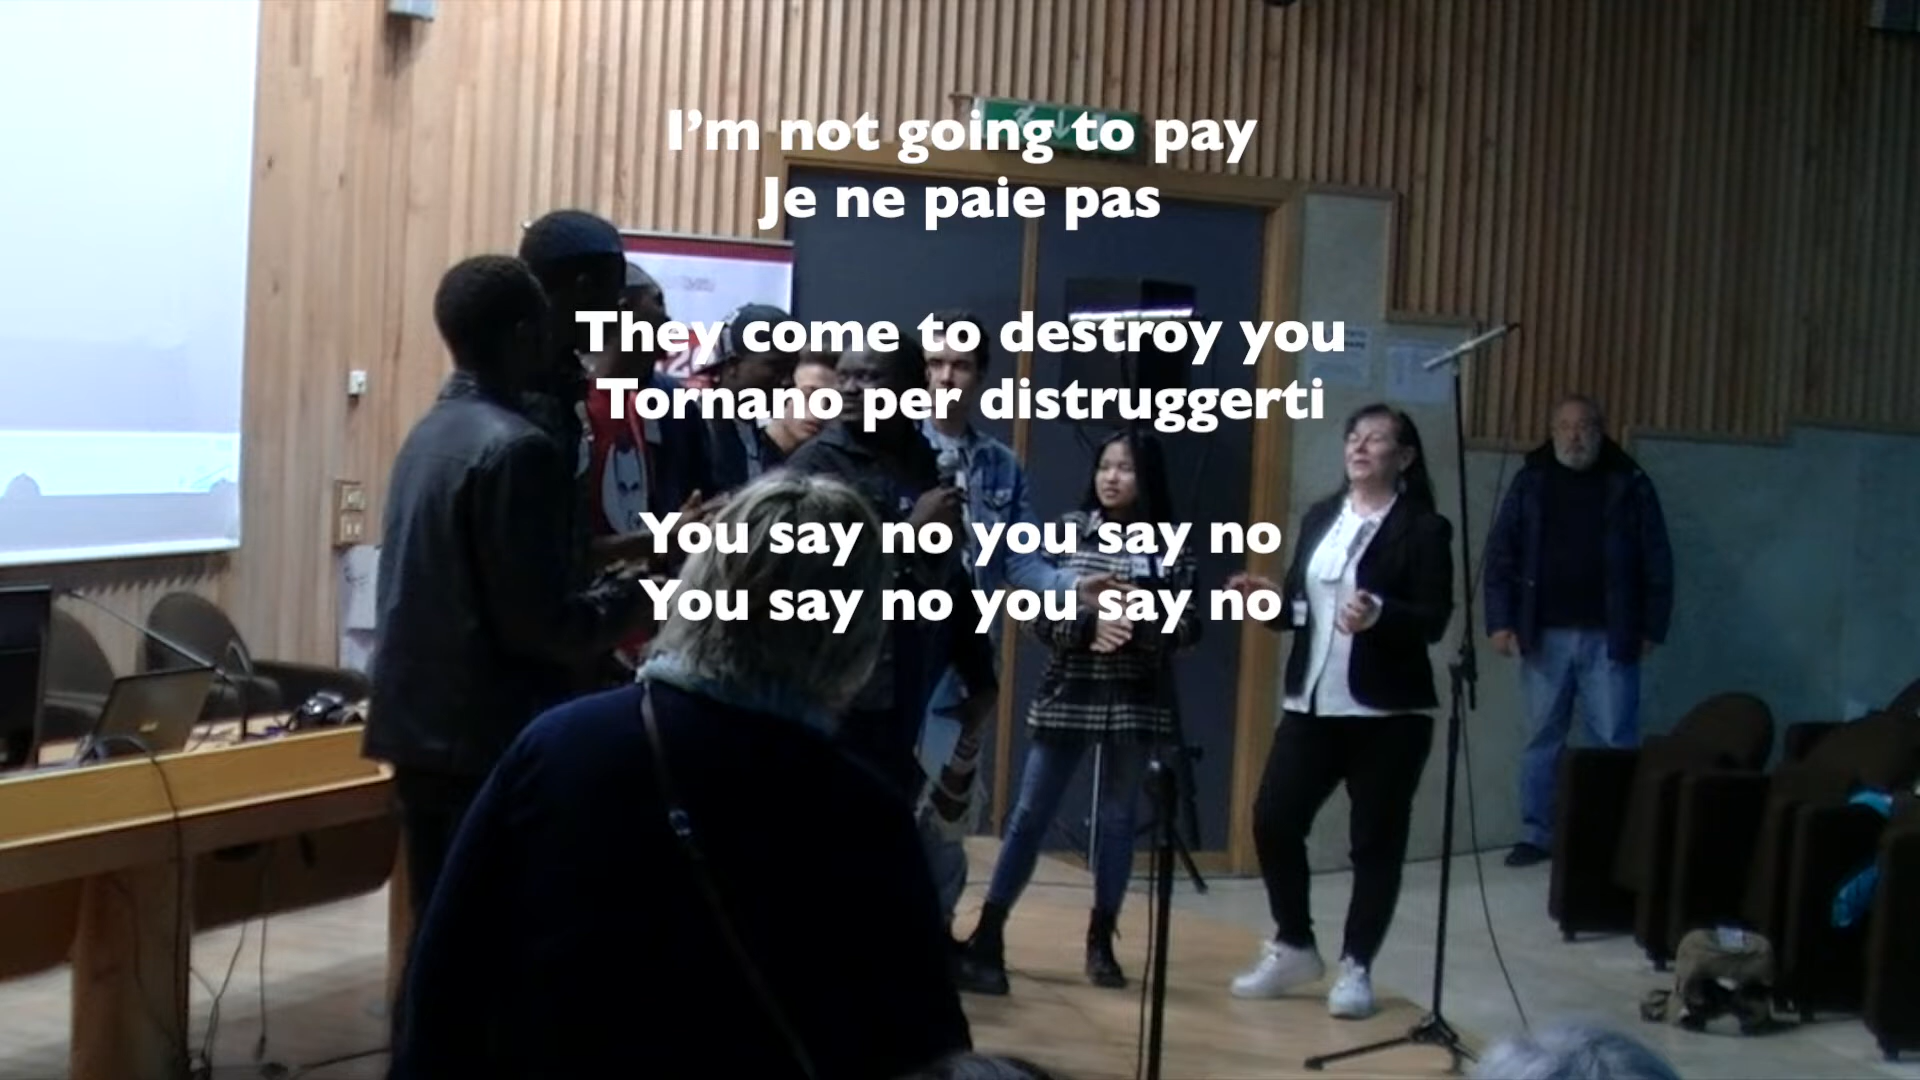 I'm not going to pay
Je ne paie pas
They come to destroy you
Tornano per distruggerti
You say no you say no
You say no you say no